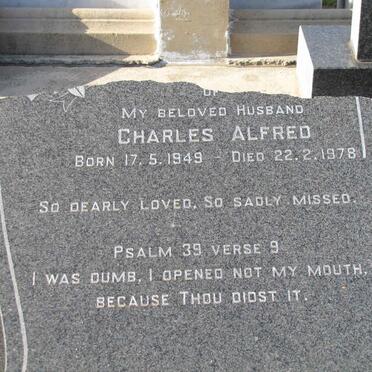 OF
MY BELOVED HUSBAND
CHARLES ALFRED
BORN 17.5.1949 - DIED 22.2.1978
SO DEARLY LOVED, SO SADLY MISSED.
PSALM 39 VERSE 9
I WAS DUMB, I OPENED NOT MY MOUTH,
BECAUSE THOU DIDST IT.